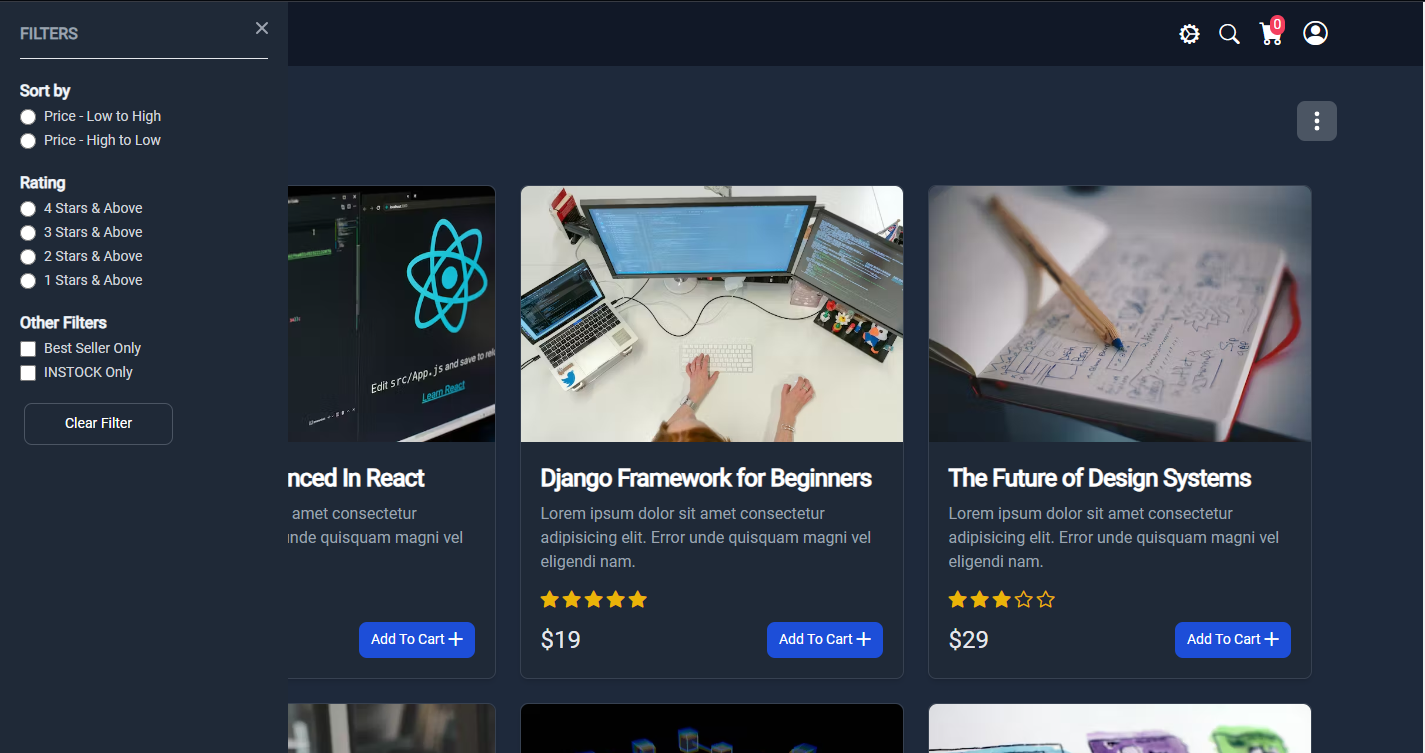 FILTERS
0
Sort by
Price - Low to High
Price - High to Low
Rating
4 Stars & Above
3 Stars & Above
2 Stars & Above
1 Stars & Above
Other Filters
Best Seller Only
INSTOCK Only
Clear Filter
Edit src/App.js and save to
Learn React
nced In React
amet consectetur
unde quisquam magni vel
Add To Cart
Django Framework for Beginners
Lorem ipsum dolor sit amet consectetur
adipisicing elit. Error unde quisquam magni vel
eligendi nam.
$19
Add To Cart
The Future of Design Systems
Lorem ipsum dolor sit amet consectetur
adipisicing elit. Error unde quisquam magni vel
eligendi nam.
$29
Add To Cart